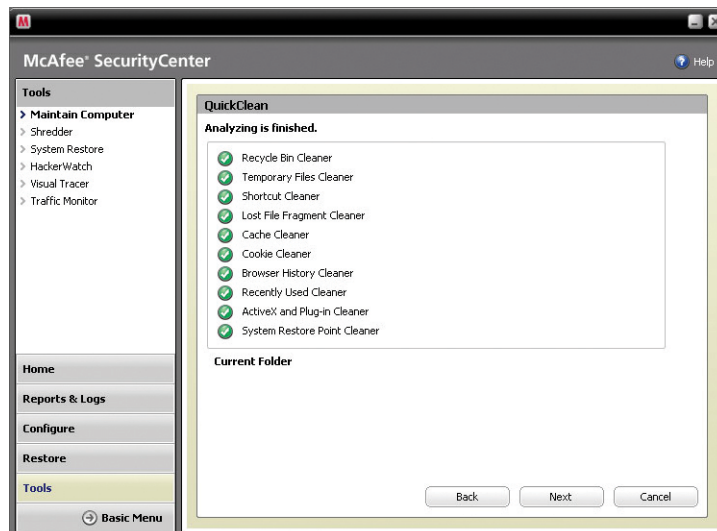 McAfee® SecurityCenter
Help
Tools
Maintain Computer
Shredder
System Restore
HackerWatch
Visual Tracer
Traffic Monitor
Home
Reports & Logs
Configure
Restore
Tools
Basic Menu
QuickClean
Analyzing is finished.
Recycle Bin Cleaner
Temporary Files Cleaner
Shortcut Cleaner
Lost File Fragment Cleaner
Cache Cleaner
Cookie Cleaner
Browser History Cleaner
Recently Used Cleaner
ActiveX and Plug-in Cleaner
System Restore Point Cleaner
Current Folder
Back
Next
Cancel